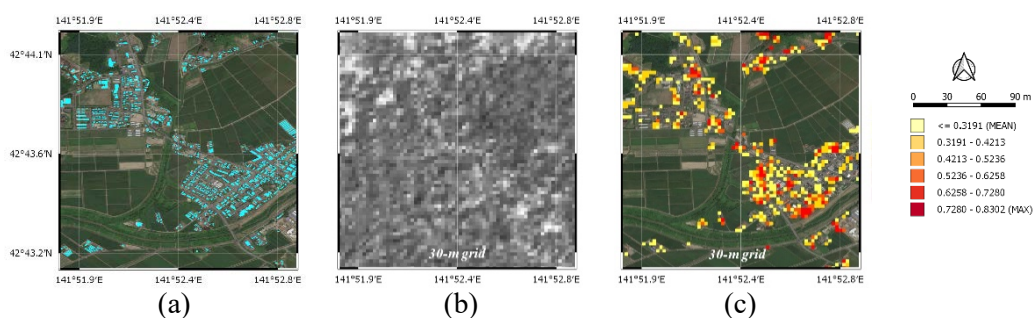 141°51.9'E 141°52.4'E 141°52.8'E
141°51.9'E 141°52.4'E 141°52.8'E
141°51.9'E 141°52.4'E 141°52.8'E
42°44.1'N
42°43.6'N
42°43.2'N
30-m grid
30-m grid
141°51.9'E 141°52.4'E 141°52.8'E
141°51.9'E 141°52.4'E 141°52.8'E
141°51.9'E 141°52.4'E 141°52.8'E
(a)
(b)
(c)
0 30 60 90 m
<= 0.3191 (MEAN)
0.3191 - 0.4213
0.4213 - 0.5236
0.5236 - 0.6258
0.6258 - 0.7280
0.7280 - 0.8302 (MAX)